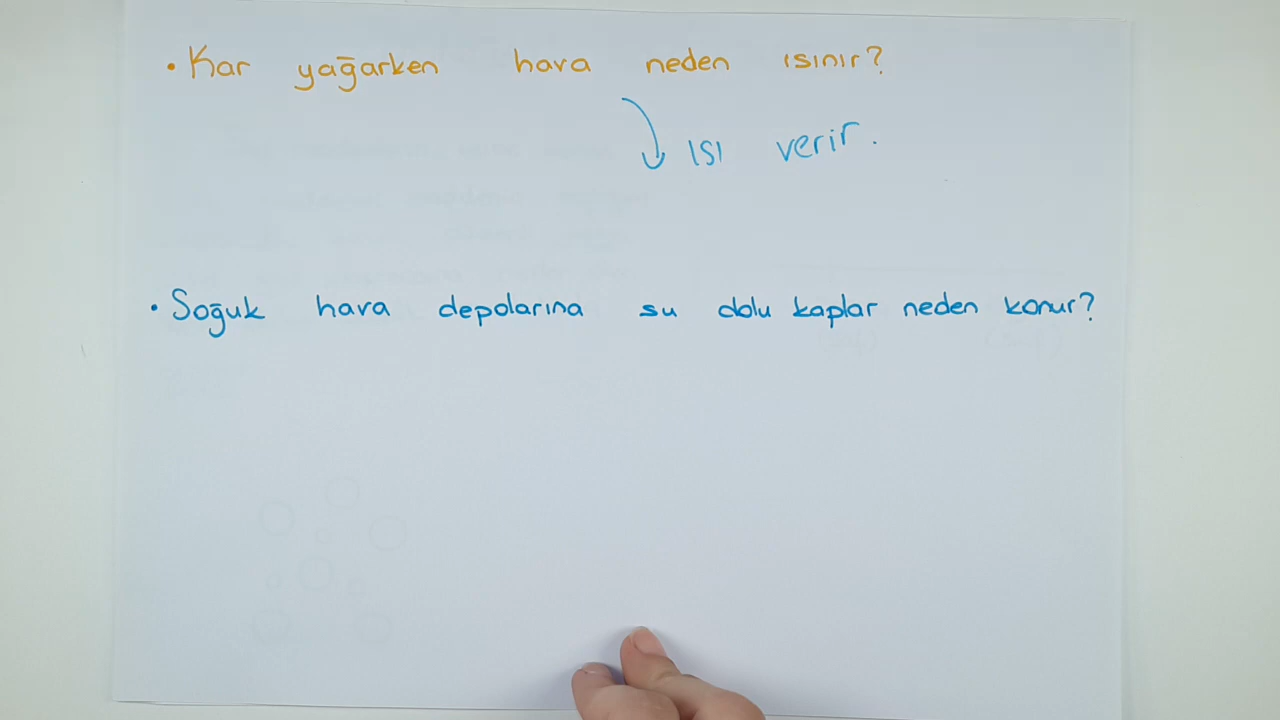 • Kar yağarken hava neden ısınır?
ısı verir.
• Soğuk hava depolarına su dolu kaplar neden konur?